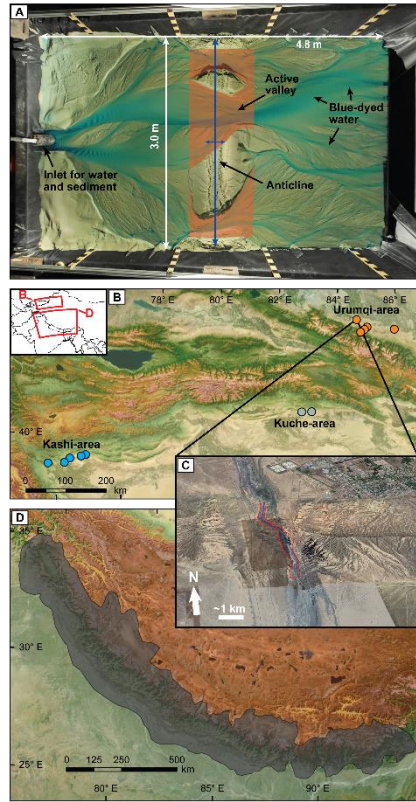 A
4.8 m
3.0 m
Active
valley
Blue-dyed
water
Inlet for water
and sediment
Anticline
B
D
B
78° E
80° E
82° E
84° E
86° E
Urumqi-area
40° N
Kuche-area
Kashi-area
0
100
200
km
C
N
~1 km
D
35° N
30° N
25° N
0
125
250
500
km
80° E
85° E
90° E